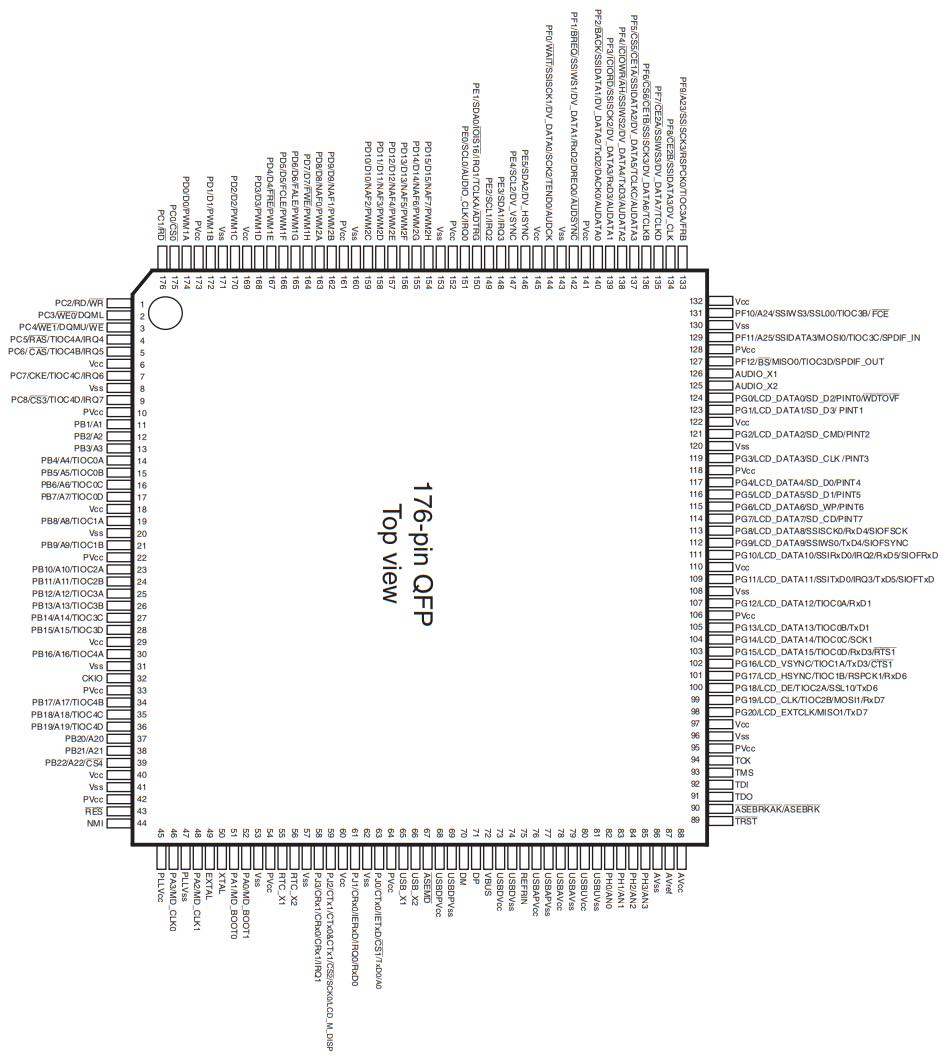 PC1/RD
PC0/CS0
PD0/D0/PWM1A
PVcc
PD1/D1/PWM1B
Vss
PD2/D2/PWM1C
Vcc
PD3/D3/PWM1D
PD4/D4/FRE/PWM1E
PD5/D5/FCLE/PWM1F
PD6/D6/FALE/PWM1G
PD7/D7/FWE/PWM1H
PD8/D8/NAF0/PWM2A
PD9/D9/NAF1/PWM2B
PVcc
Vss
PD10/D10/NAF2/PWM2C
PD11/D11/NAF3/PWM2D
PD12/D12/NAF4/PWM2E
PD13/D13/NAF5/PWM2F
PD14/D14/NAF6/PWM2G
PD15/D15/NAF7/PWM2H
Vss
PVcc
PE0/SCL0/AUDIO_CLK/IRQ0
PE1/SDA0/IOIS16/IRQ1/TCLKA/ADTRG
PE2/SCL1/IRQ2
PE3/SDA1/IRQ3
PE4/SCL2/DV_VSYNC
PE5/SDA2/DV_HSYNC
Vcc
PF0/WAIT/SSISCK1/DV_DATA0/SCK2/TEND0/AUDCK
Vss
PF1/BREQ/SSIWS1/DV_DATA1/RxD2/DREQ0/AUDSYNC
PVcc
PF2/BACK/SSIDATA1/DV_DATA2/TxD2/DACK0/AUDATA0
PF3/ICIORD/SSISCK2/DV_DATA3/RxD3/AUDATA1
PF4/ICIOWR/AH/SSIWS2/DV_DATA4/TxD3/AUDATA2
PF5/CS5/CE1A/SSIDATA2/DV_DATA5/TCLKC/AUDATA3
PF6/CS6/CE1B/SSISCK3/DV_DATA6/TCLKB
PF7/CE2A/SSIWS3/DV_DATA7/TCLKD
PF8/CE2B/SSIDATA3/DV_CLK
PF9/A23/SSISCK3/RSPCK0/TIOC3A/FRB
176 175 174 173 172 171 170 169 168 167 166 165 164 163 162 161 160 159 158 157 156 155 154 153 152 151 150 149 148 147 146 145 144 143 142 141 140 139 138 137 136 135 134 133
PC2/RD/WR 1
PC3/WE0/DQML 2
PC4/WE1/DQMU/WE 3
PC5/RAS/TIOC4A/IRQ4 4
PC6/ CAS/TIOC4B/IRQ5 5
Vcc 6
PC7/CKE/TIOC4C/IRQ6 7
Vss 8
PC8/CS3/TIOC4D/IRQ7 9
PVcc 10
PB1/A1 11
PB2/A2 12
PB3/A3 13
PB4/A4/TIOC0A 14
PB5/A5/TIOC0B 15
PB6/A6/TIOC0C 16
PB7/A7/TIOC0D 17
Vcc 18
PB8/A8/TIOC1A 19
Vss 20
PB9/A9/TIOC1B 21
PVcc 22
PB10/A10/TIOC2A 23
PB11/A11/TIOC2B 24
PB12/A12/TIOC3A 25
PB13/A13/TIOC3B 26
PB14/A14/TIOC3C 27
PB15/A15/TIOC3D 28
Vcc 29
PB16/A16/TIOC4A 30
Vss 31
CKIO 32
PVcc 33
PB17/A17/TIOC4B 34
PB18/A18/TIOC4C 35
PB19/A19/TIOC4D 36
PB20/A20 37
PB21/A21 38
PB22/A22/CS4 39
Vcc 40
Vss 41
PVcc 42
RES 43
NMI 44
176-pin QFP
Top view
132 Vcc
131 PF10/A24/SSIWS3/SSL00/TIOC3B/ FCE
130 Vss
129 PF11/A25/SSIDATA3/MOSI0/TIOC3C/SPDIF_IN
128 PVcc
127 PF12/BS/MISO0/TIOC3D/SPDIF_OUT
126 AUDIO_X1
125 AUDIO_X2
124 PG0/LCD_DATA0/SD_D2/PINT0/WDTOVF
123 PG1/LCD_DATA1/SD_D3/ PINT1
122 Vcc
121 PG2/LCD_DATA2/SD_CMD/PINT2
120 Vss
119 PG3/LCD_DATA3/SD_CLK /PINT3
118 PVcc
117 PG4/LCD_DATA4/SD_D0/PINT4
116 PG5/LCD_DATA5/SD_D1/PINT5
115 PG6/LCD_DATA6/SD_WP/PINT6
114 PG7/LCD_DATA7/SD_CD/PINT7
113 PG8/LCD_DATA8/SSISCK0/RxD4/SIOFSCK
112 PG9/LCD_DATA9/SSIWS0/TxD4/SIOFSYNC
111 PG10/LCD_DATA10/SSIRxD0/IRQ2/RxD5/SIOFRxD
110 Vcc
109 PG11/LCD_DATA11/SSITxD0/IRQ3/TxD5/SIOFTxD
108 Vss
107 PG12/LCD_DATA12/TIOC0A/RxD1
106 PVcc
105 PG13/LCD_DATA13/TIOC0B/TxD1
104 PG14/LCD_DATA14/TIOC0C/SCK1
103 PG15/LCD_DATA15/TIOC0D/RxD3/RTS1
102 PG16/LCD_VSYNC/TIOC1A/TxD3/CTS1
101 PG17/LCD_HSYNC/TIOC1B/RSPCK1/RxD6
100 PG18/LCD_DE/TIOC2A/SSL10/TxD6
99 PG19/LCD_CLK/TIOC2B/MOSI1/RxD7
98 PG20/LCD_EXTCLK/MISO1/TxD7
97 Vcc
96 Vss
95 PVcc
94 TCK
93 TMS
92 TDI
91 TDO
90 ASEBRKAK/ASEBRK
89 TRST
45 46 47 48 49 50 51 52 53 54 55 56 57 58 59 60 61 62 63 64 65 66 67 68 69 70 71 72 73 74 75 76 77 78 79 80 81 82 83 84 85 86 87 88
PLLVcc
PA3/MD_CLK0
PLLVss
PA2/MD_CLK1
EXTAL
XTAL
PA1/MD_BOOT0
PA0/MD_BOOT1
Vss
PVcc
RTC_X1
RTC_X2
Vss
PJ3/CRx1/CRx0/CRx1/IRQ1
PJ2/CTx1/CTx0&CTx1/CS2/SCK0/LCD_M_DISP
Vcc
PJ1/CRx0/IERxD/IRQ0/RxD0
Vss
PJ0/CTx0/IETxD/CS1/TxD0/A0
PVcc
USB_X1
USB_X2
ASEMD
USBDPVcc
USBDPVss
DM
DP
VBUS
USBDVcc
USBDVss
REFRIN
USBAPVcc
USBAPVss
USBAVcc
USBAVss
USBUVcc
USBUVss
PH0/AN0
PH1/AN1
PH2/AN2
PH3/AN3
AVss
AVref
AVcc